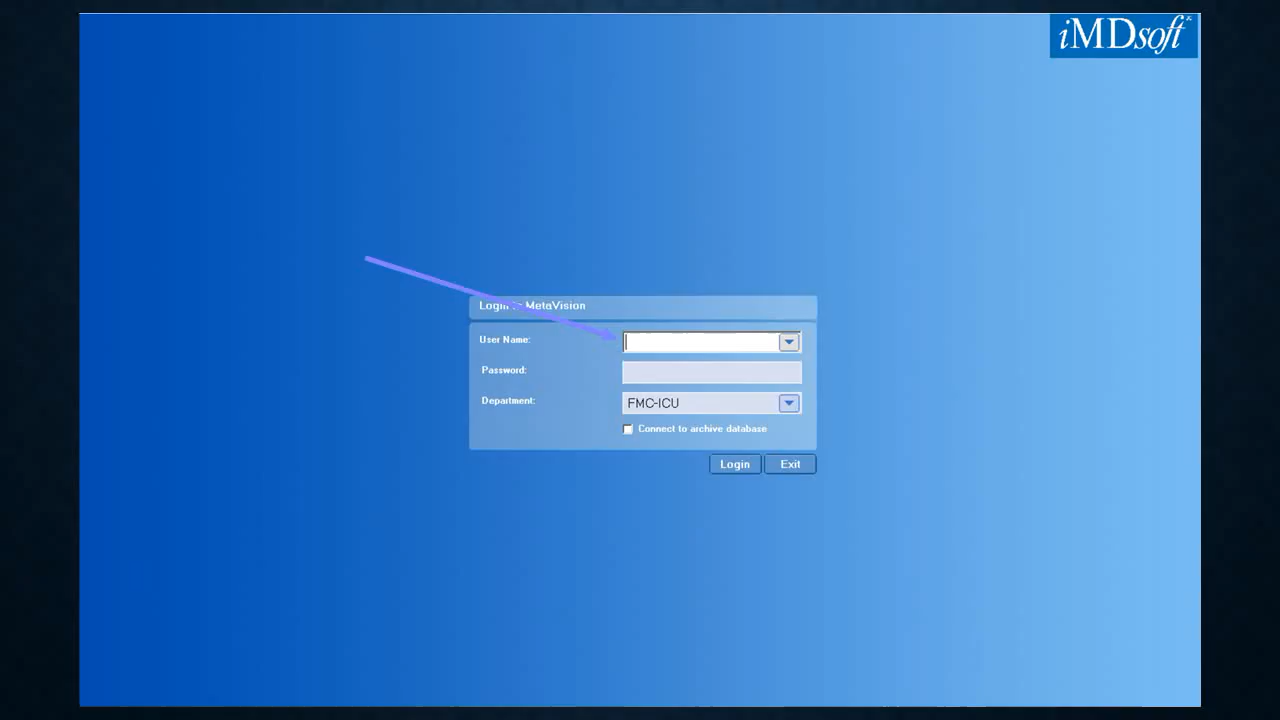 iMDsoft
Login to MetaVision
User Name:
Password:
Department:
FMC-ICU
Connect to archive database
Login
Exit